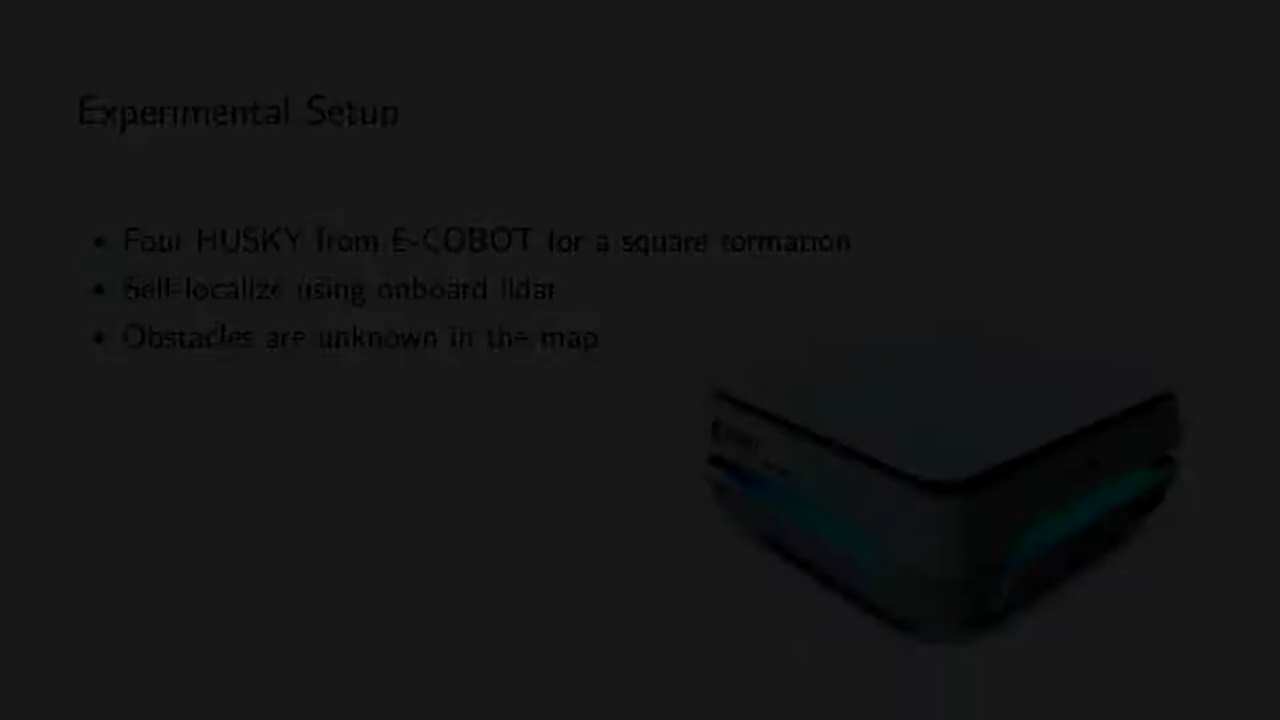 Experimental Setup
• Four HUSKY from E-COBOT for a square formation
• Self-localize using onboard lidar
• Obstacles are unknown in the map